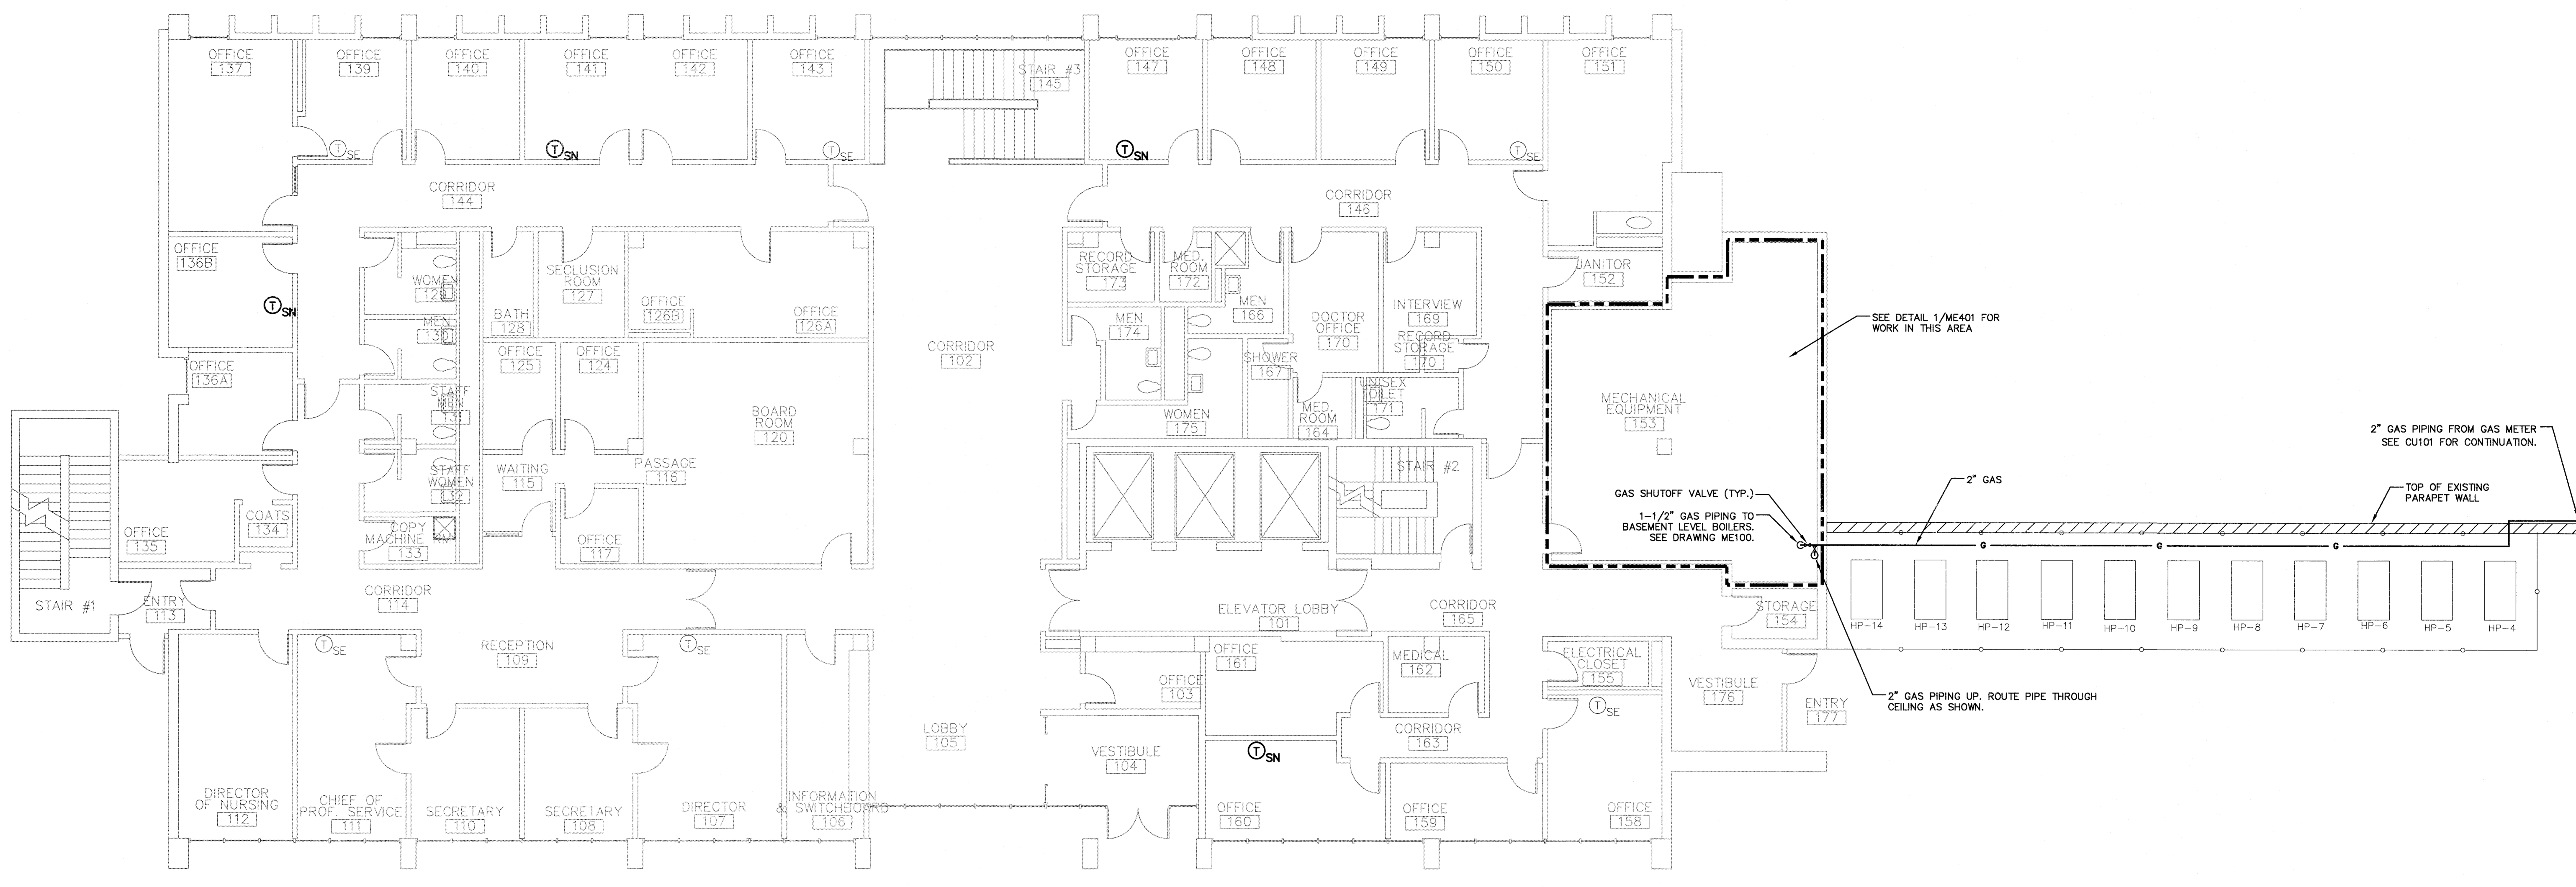 OFFICE
137
OFFICE
139
OFFICE
140
OFFICE
141
OFFICE
142
OFFICE
143
STAIR #3
145
OFFICE
147
OFFICE
148
OFFICE
149
OFFICE
150
OFFICE
151
T SE
T SN
T SE
T SN
T SE
CORRIDOR
144
CORRIDOR
146
OFFICE
136B
T SN
WOMEN
129
MEN
130
SECLUSION
ROOM
127
BATH
128
OFFICE
126B
OFFICE
126A
RECORD
STORAGE
173
MED.
ROOM
172
MEN
166
MEN
174
DOCTOR
OFFICE
170
INTERVIEW
169
RECORD
STORAGE
170
JANITOR
152
SEE DETAIL 1/ME401 FOR
WORK IN THIS AREA
OFFICE
136A
OFFICE
125
OFFICE
124
CORRIDOR
102
SHOWER
167
UNISEX
TOILET
171
STAFF
MEN
131
BOARD
ROOM
120
WOMEN
175
MED.
ROOM
164
MECHANICAL
EQUIPMENT
153
2" GAS PIPING FROM GAS METER
SEE CU101 FOR CONTINUATION.
STAFF
WOMEN
132
WAITING
115
PASSAGE
116
STAIR #2
2" GAS
TOP OF EXISTING
PARAPET WALL
GAS SHUTOFF VALVE (TYP.)
1-1/2" GAS PIPING TO
BASEMENT LEVEL BOILERS.
SEE DRAWING ME100.
OFFICE
135
COATS
134
COPY
MACHINE RM
133
OFFICE
117
G
G
G
STAIR #1
ENTRY
113
CORRIDOR
114
ELEVATOR LOBBY
101
CORRIDOR
165
STORAGE
154
HP-14
HP-13
HP-12
HP-11
HP-10
HP-9
HP-8
HP-7
HP-6
HP-5
HP-4
T SE
RECEPTION
109
T SE
OFFICE
161
MEDICAL
162
ELECTRICAL
CLOSET
155
OFFICE
103
VESTIBULE
176
2" GAS PIPING UP. ROUTE PIPE THROUGH
CEILING AS SHOWN.
ENTRY
177
T SE
LOBBY
105
VESTIBULE
104
CORRIDOR
163
T SN
DIRECTOR
OF NURSING
112
CHIEF OF
PROF. SERVICE
111
SECRETARY
110
SECRETARY
108
DIRECTOR
107
INFORMATION
& SWITCHBOARD
106
OFFICE
160
OFFICE
159
OFFICE
158